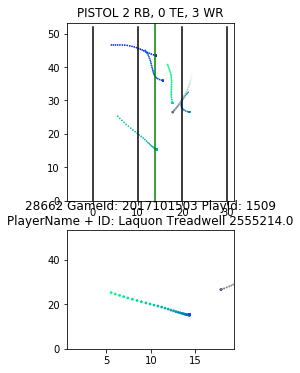 PISTOL 2 RB, 0 TE, 3 WR
50
40
30
20
10
0
0 10 20 30
28662 GameId: 2017101503 PlayId: 1509
PlayerName + ID: Laquon Treadwell 2555214.0
40
20
0
5 10 15